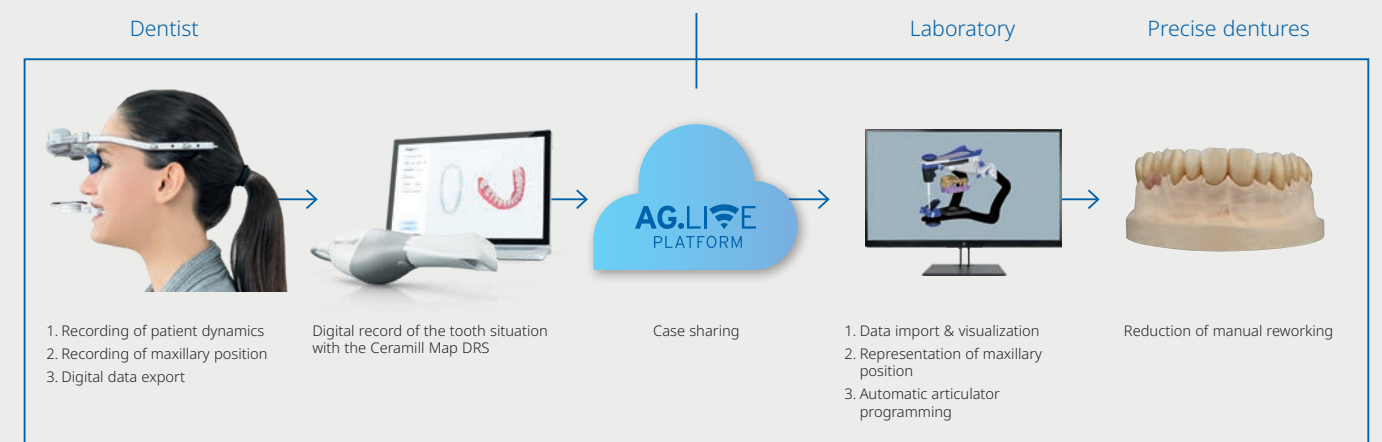 Dentist
Laboratory
Precise dentures
AG.LIVE
PLATFORM
1. Recording of patient dynamics
2. Recording of maxillary position
3. Digital data export
Digital record of the tooth situation
with the Ceramill Map DRS
Case sharing
1. Data import & visualization
2. Representation of maxillary
position
3. Automatic articulator
programming
Reduction of manual reworking